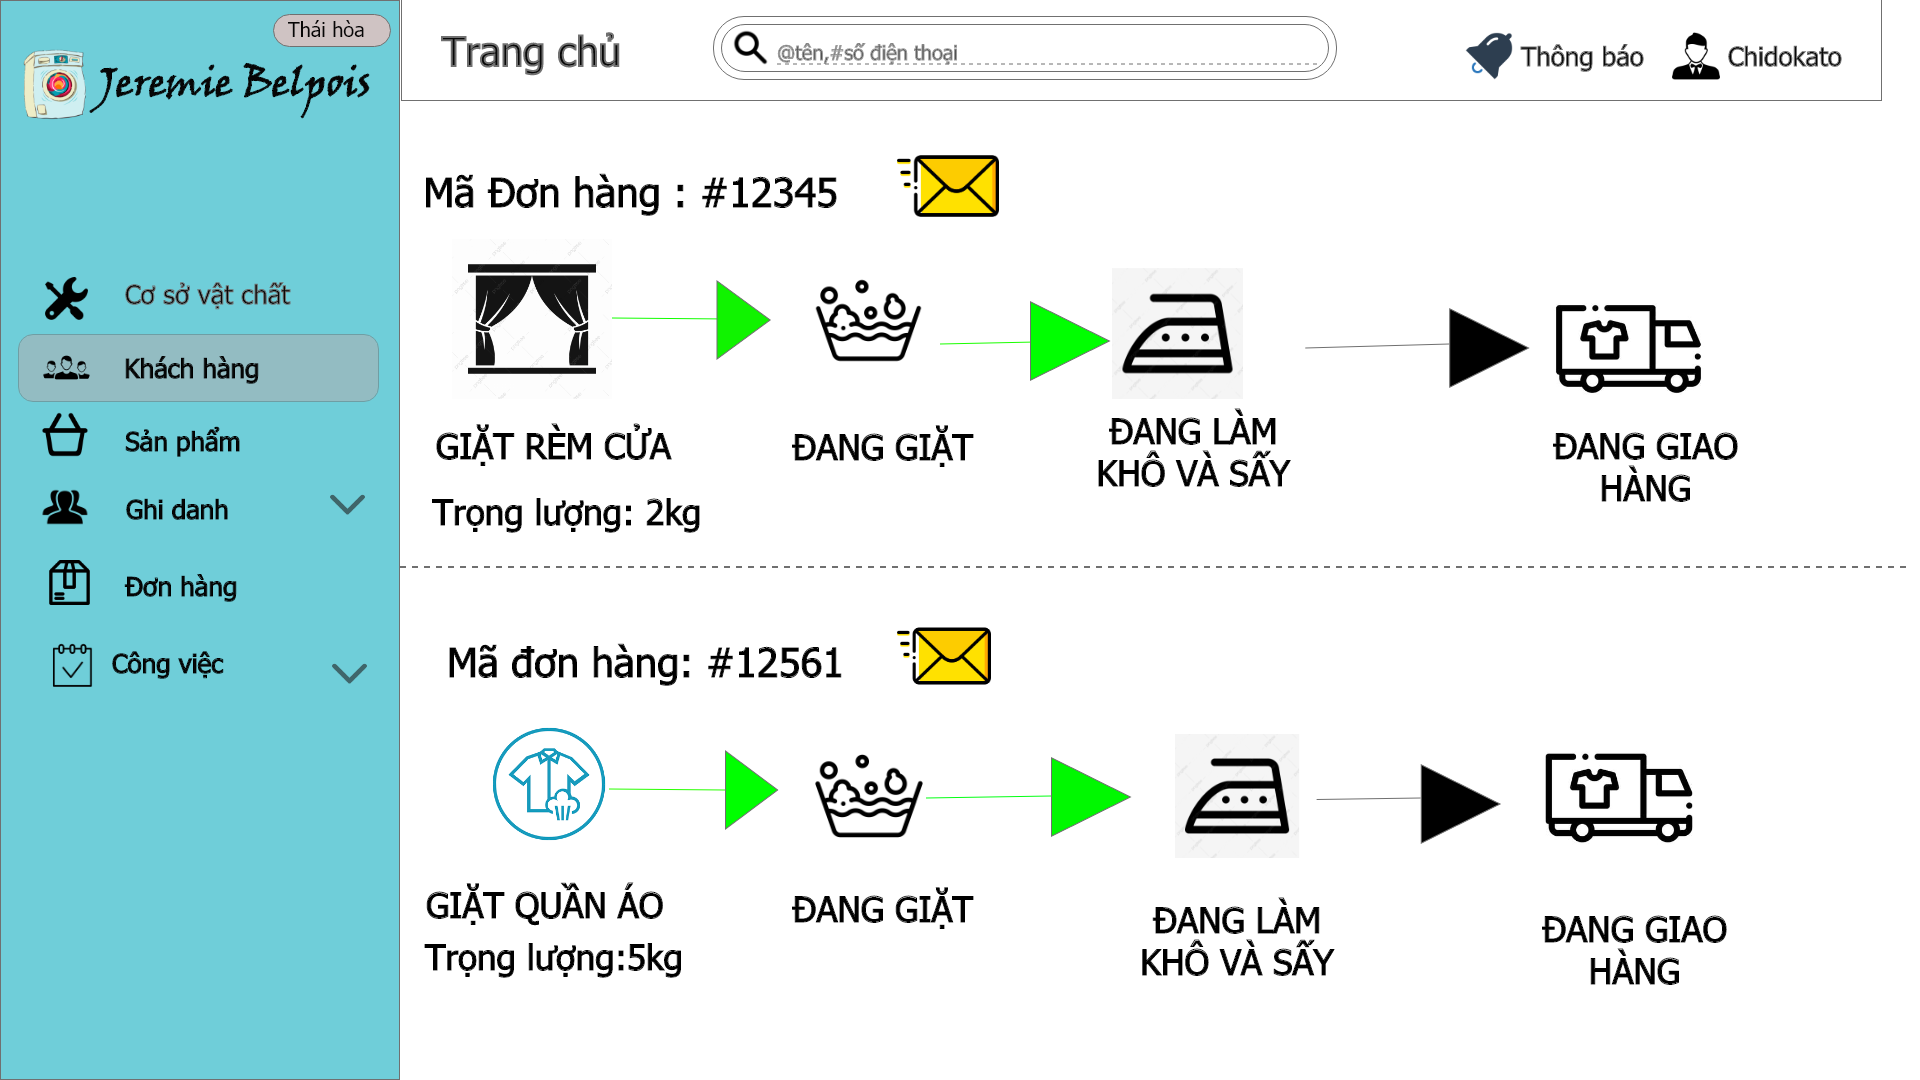 Thái hòa
Jeremie Belpois
Trang chủ
@tên,#số điện thoại
Thông báo
Chidokato
Cơ sở vật chất
Khách hàng
Sản phẩm
Ghi danh
Đơn hàng
Công việc
Mã Đơn hàng : #12345
GIẶT RÈM CỬA
Trọng lượng: 2kg
ĐANG GIẶT
ĐANG LÀM
KHÔ VÀ SẤY
ĐANG GIAO
HÀNG
Mã đơn hàng: #12561
GIẶT QUẦN ÁO
Trọng lượng:5kg
ĐANG GIẶT
ĐANG LÀM
KHÔ VÀ SẤY
ĐANG GIAO
HÀNG